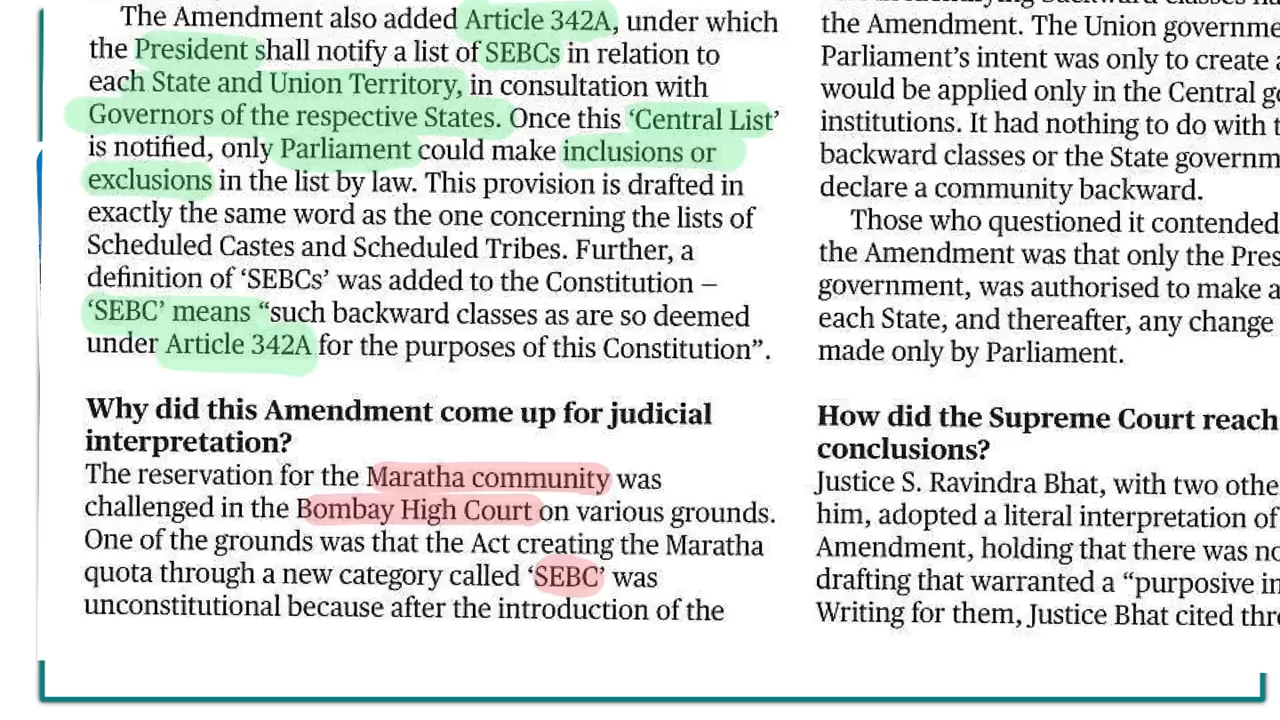 The Amendment also added Article 342A, under which
the President shall notify a list of SEBCs in relation to
each State and Union Territory, in consultation with
Governors of the respective States. Once this ‘Central List’
is notified, only Parliament could make inclusions or
exclusions in the list by law. This provision is drafted in
exactly the same word as the one concerning the lists of
Scheduled Castes and Scheduled Tribes. Further, a
definition of ‘SEBCs’ was added to the Constitution –
‘SEBC’ means “such backward classes as are so deemed
under Article 342A for the purposes of this Constitution”.
Why did this Amendment come up for judicial
interpretation?
The reservation for the Maratha community was
challenged in the Bombay High Court on various grounds.
One of the grounds was that the Act creating the Maratha
quota through a new category called ‘SEBC’ was
unconstitutional because after the introduction of the
the Amendment. The Union governme
Parliament’s intent was only to create a
would be applied only in the Central go
institutions. It had nothing to do with t
backward classes or the State governm
declare a community backward.
Those who questioned it contended
the Amendment was that only the Pres
government, was authorised to make a
each State, and thereafter, any change
made only by Parliament.
How did the Supreme Court reach
conclusions?
Justice S. Ravindra Bhat, with two othe
him, adopted a literal interpretation of
Amendment, holding that there was no
drafting that warranted a “purposive in
Writing for them, Justice Bhat cited thre